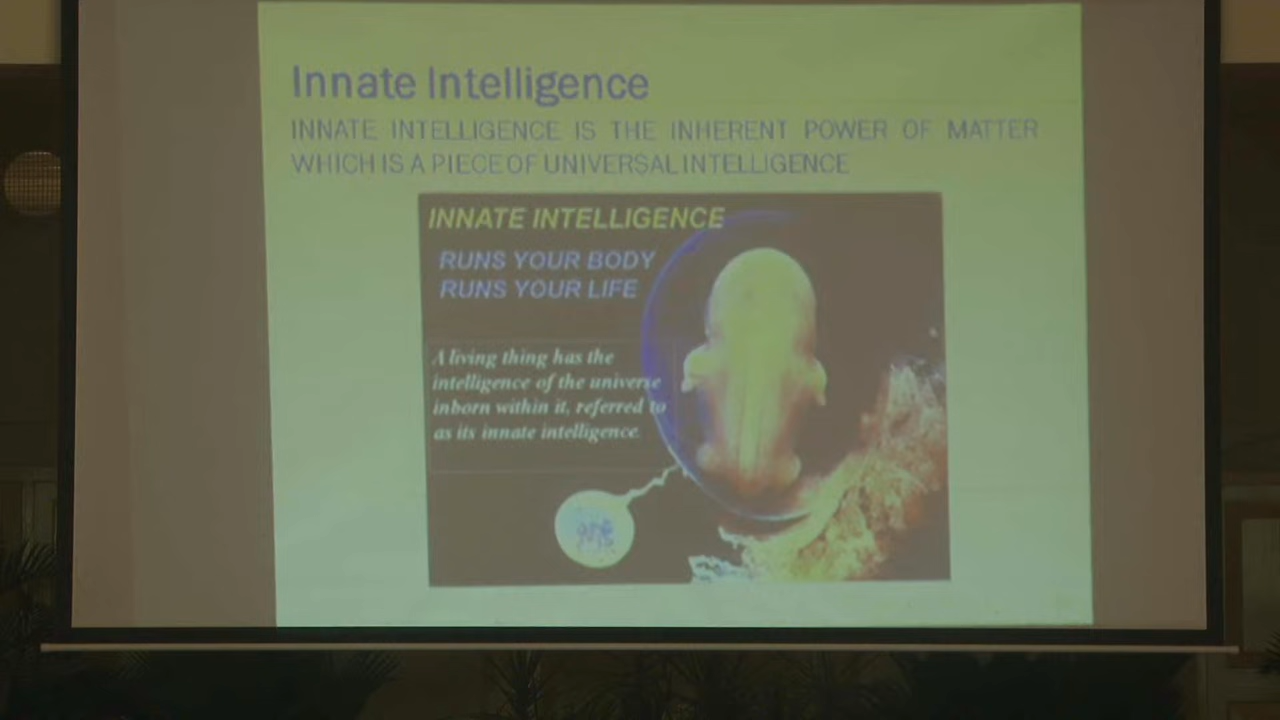 Innate Intelligence
INNATE INTELLIGENCE IS THE INHERENT POWER OF MATTER
WHICH IS A PIECE OF UNIVERSAL INTELLIGENCE
INNATE INTELLIGENCE
RUNS YOUR BODY
RUNS YOUR LIFE
A living thing has the
intelligence of the universe
inborn within it, referred to
as its innate intelligence.